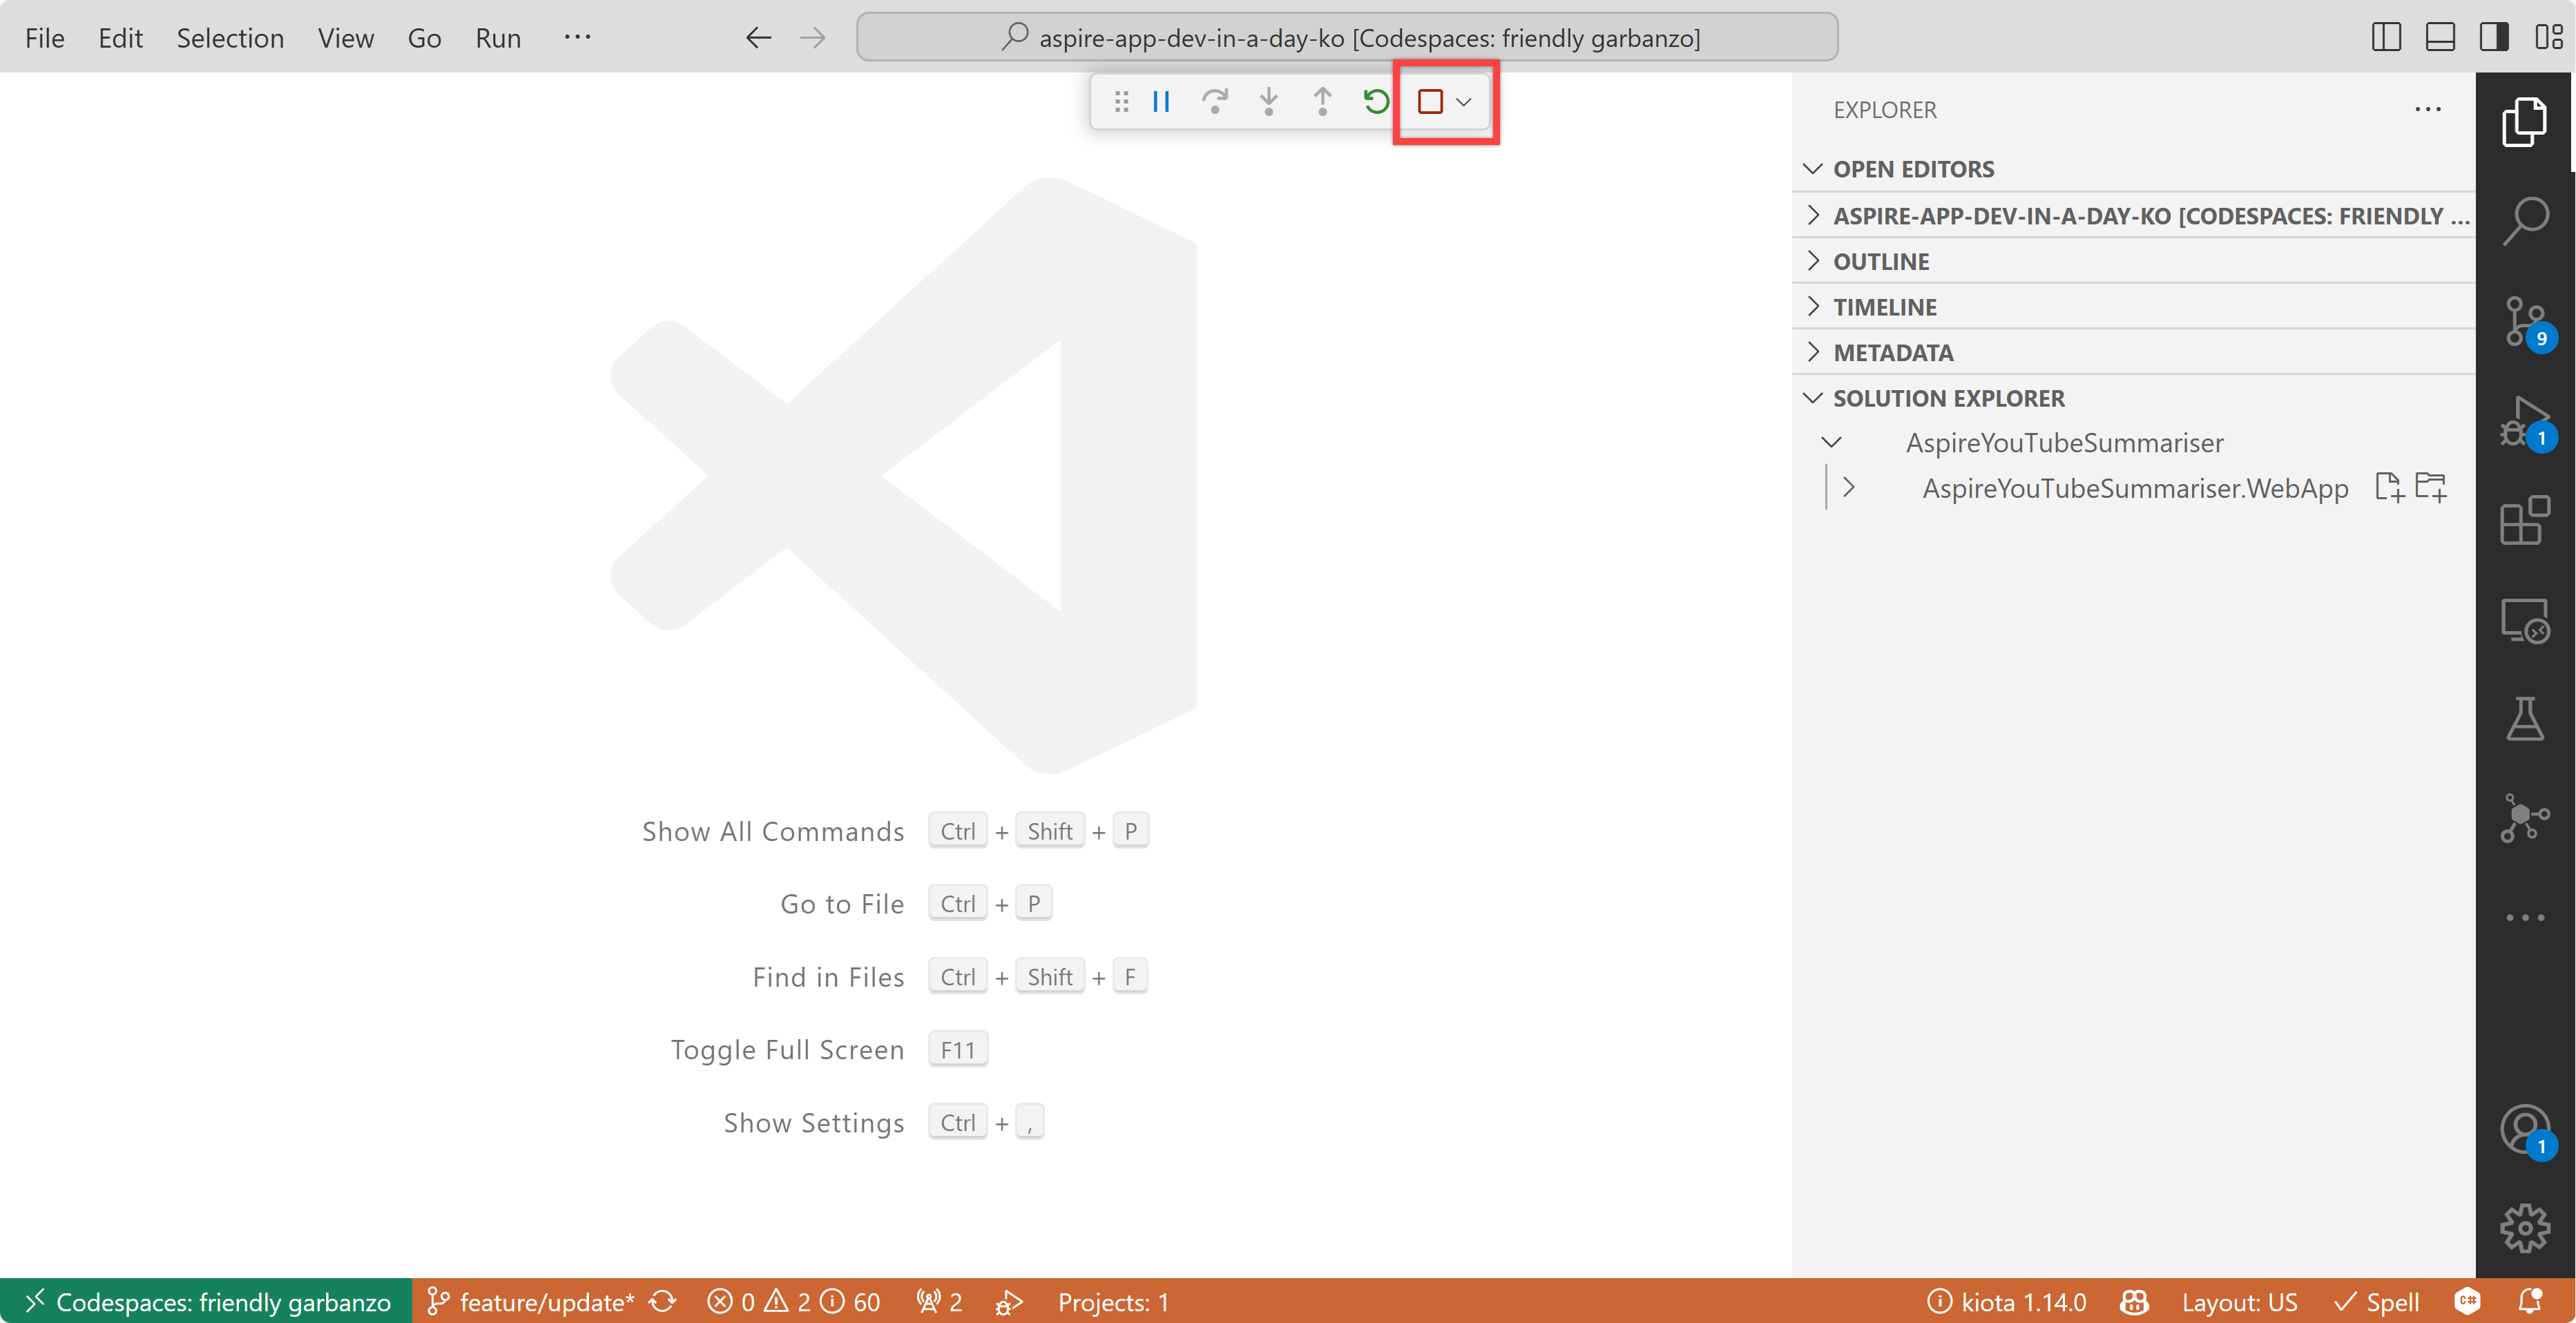 File Edit Selection View Go Run ···
aspire-app-dev-in-a-day-ko [Codespaces: friendly garbanzo]
EXPLORER
OPEN EDITORS
ASPIRE-APP-DEV-IN-A-DAY-KO [CODESPACES: FRIENDLY ...
OUTLINE
TIMELINE
METADATA
SOLUTION EXPLORER
AspireYouTubeSummariser
AspireYouTubeSummariser.WebApp
9
1
Show All Commands Ctrl + Shift + P
Go to File Ctrl + P
Find in Files Ctrl + Shift + F
Toggle Full Screen F11
Show Settings Ctrl + ,
1
Codespaces: friendly garbanzo feature/update* 0 2 60 2 Projects: 1 kiota 1.14.0 Layout: US Spell C#